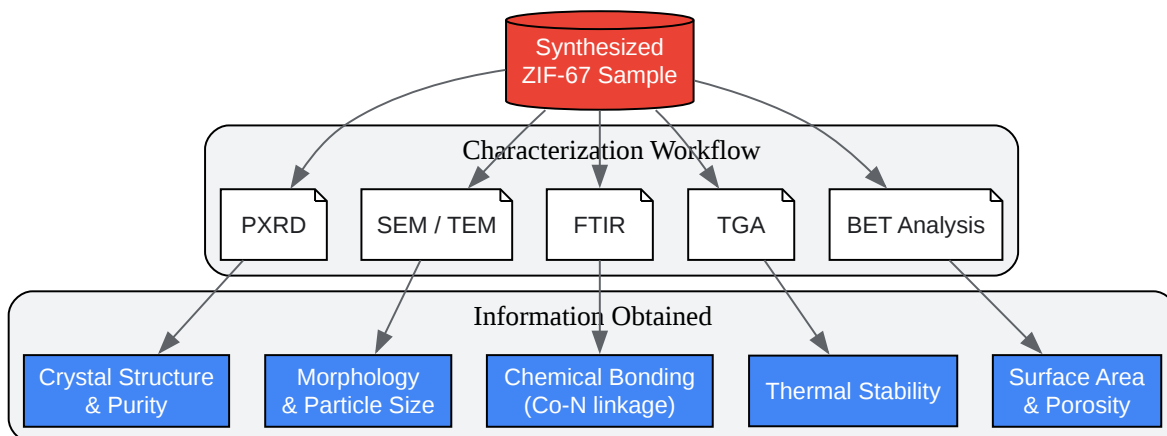 Synthesized
ZIF-67 Sample
Characterization Workflow
PXRD
SEM / TEM
FTIR
TGA
BET Analysis
Information Obtained
Crystal Structure
& Purity
Morphology
& Particle Size
Chemical Bonding
(Co-N linkage)
Thermal Stability
Surface Area
& Porosity